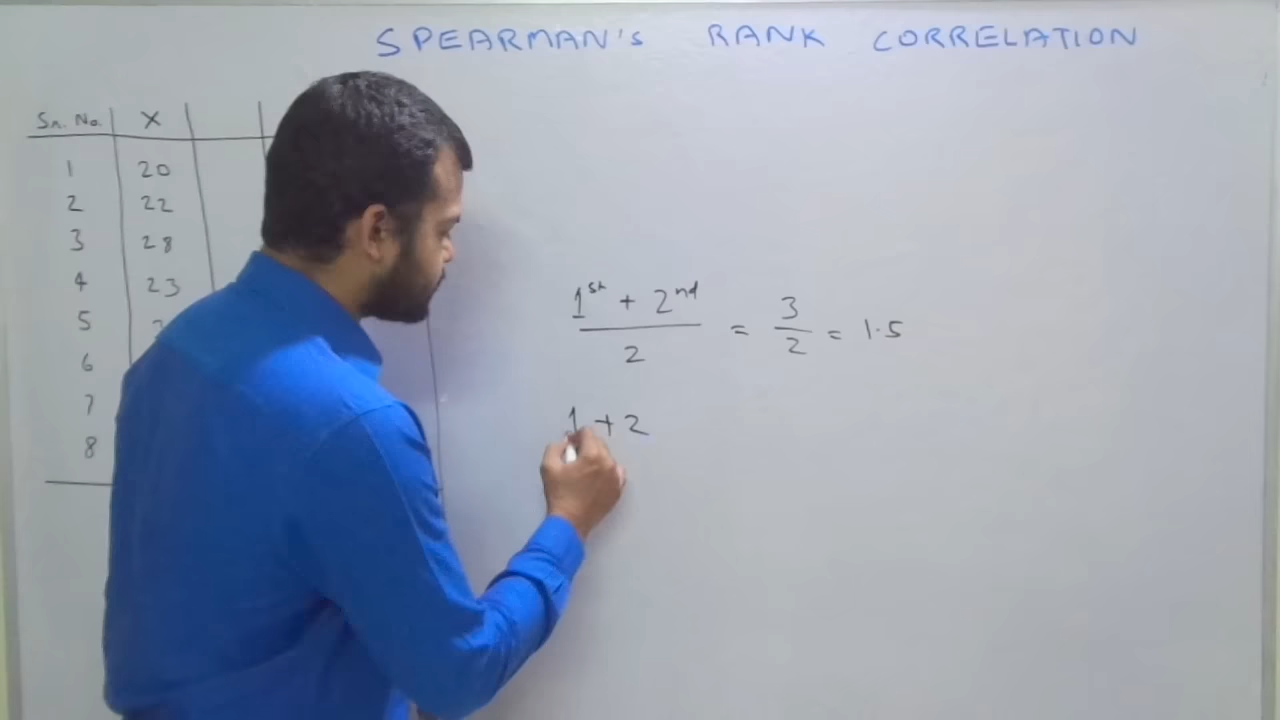 SPEARMAN'S RANK CORRELATION
Sr. No. X
1 20
2 22
3 28
4 23
5
6
7
8
1st + 2nd
2
= 3/2 = 1.5
1 + 2